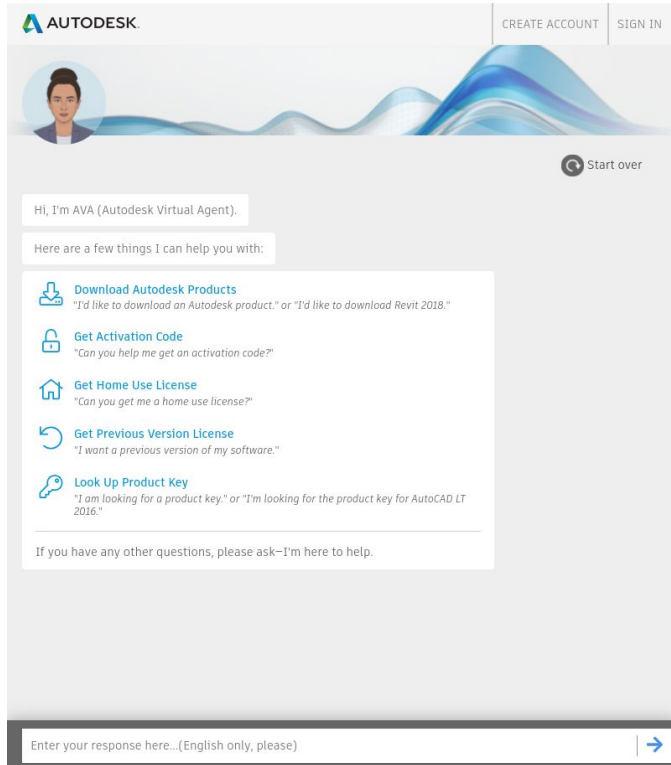 AUTODESK.
CREATE ACCOUNT
SIGN IN
Start over
Hi, I'm AVA (Autodesk Virtual Agent).
Here are a few things I can help you with:
Download Autodesk Products
"I'd like to download an Autodesk product." or "I'd like to download Revit 2018."
Get Activation Code
"Can you help me get an activation code?"
Get Home Use License
"Can you get me a home use license?"
Get Previous Version License
"I want a previous version of my software."
Look Up Product Key
"I am looking for a product key." or "I'm looking for the product key for AutoCAD LT
2016."
If you have any other questions, please ask—I'm here to help.
Enter your response here...(English only, please)